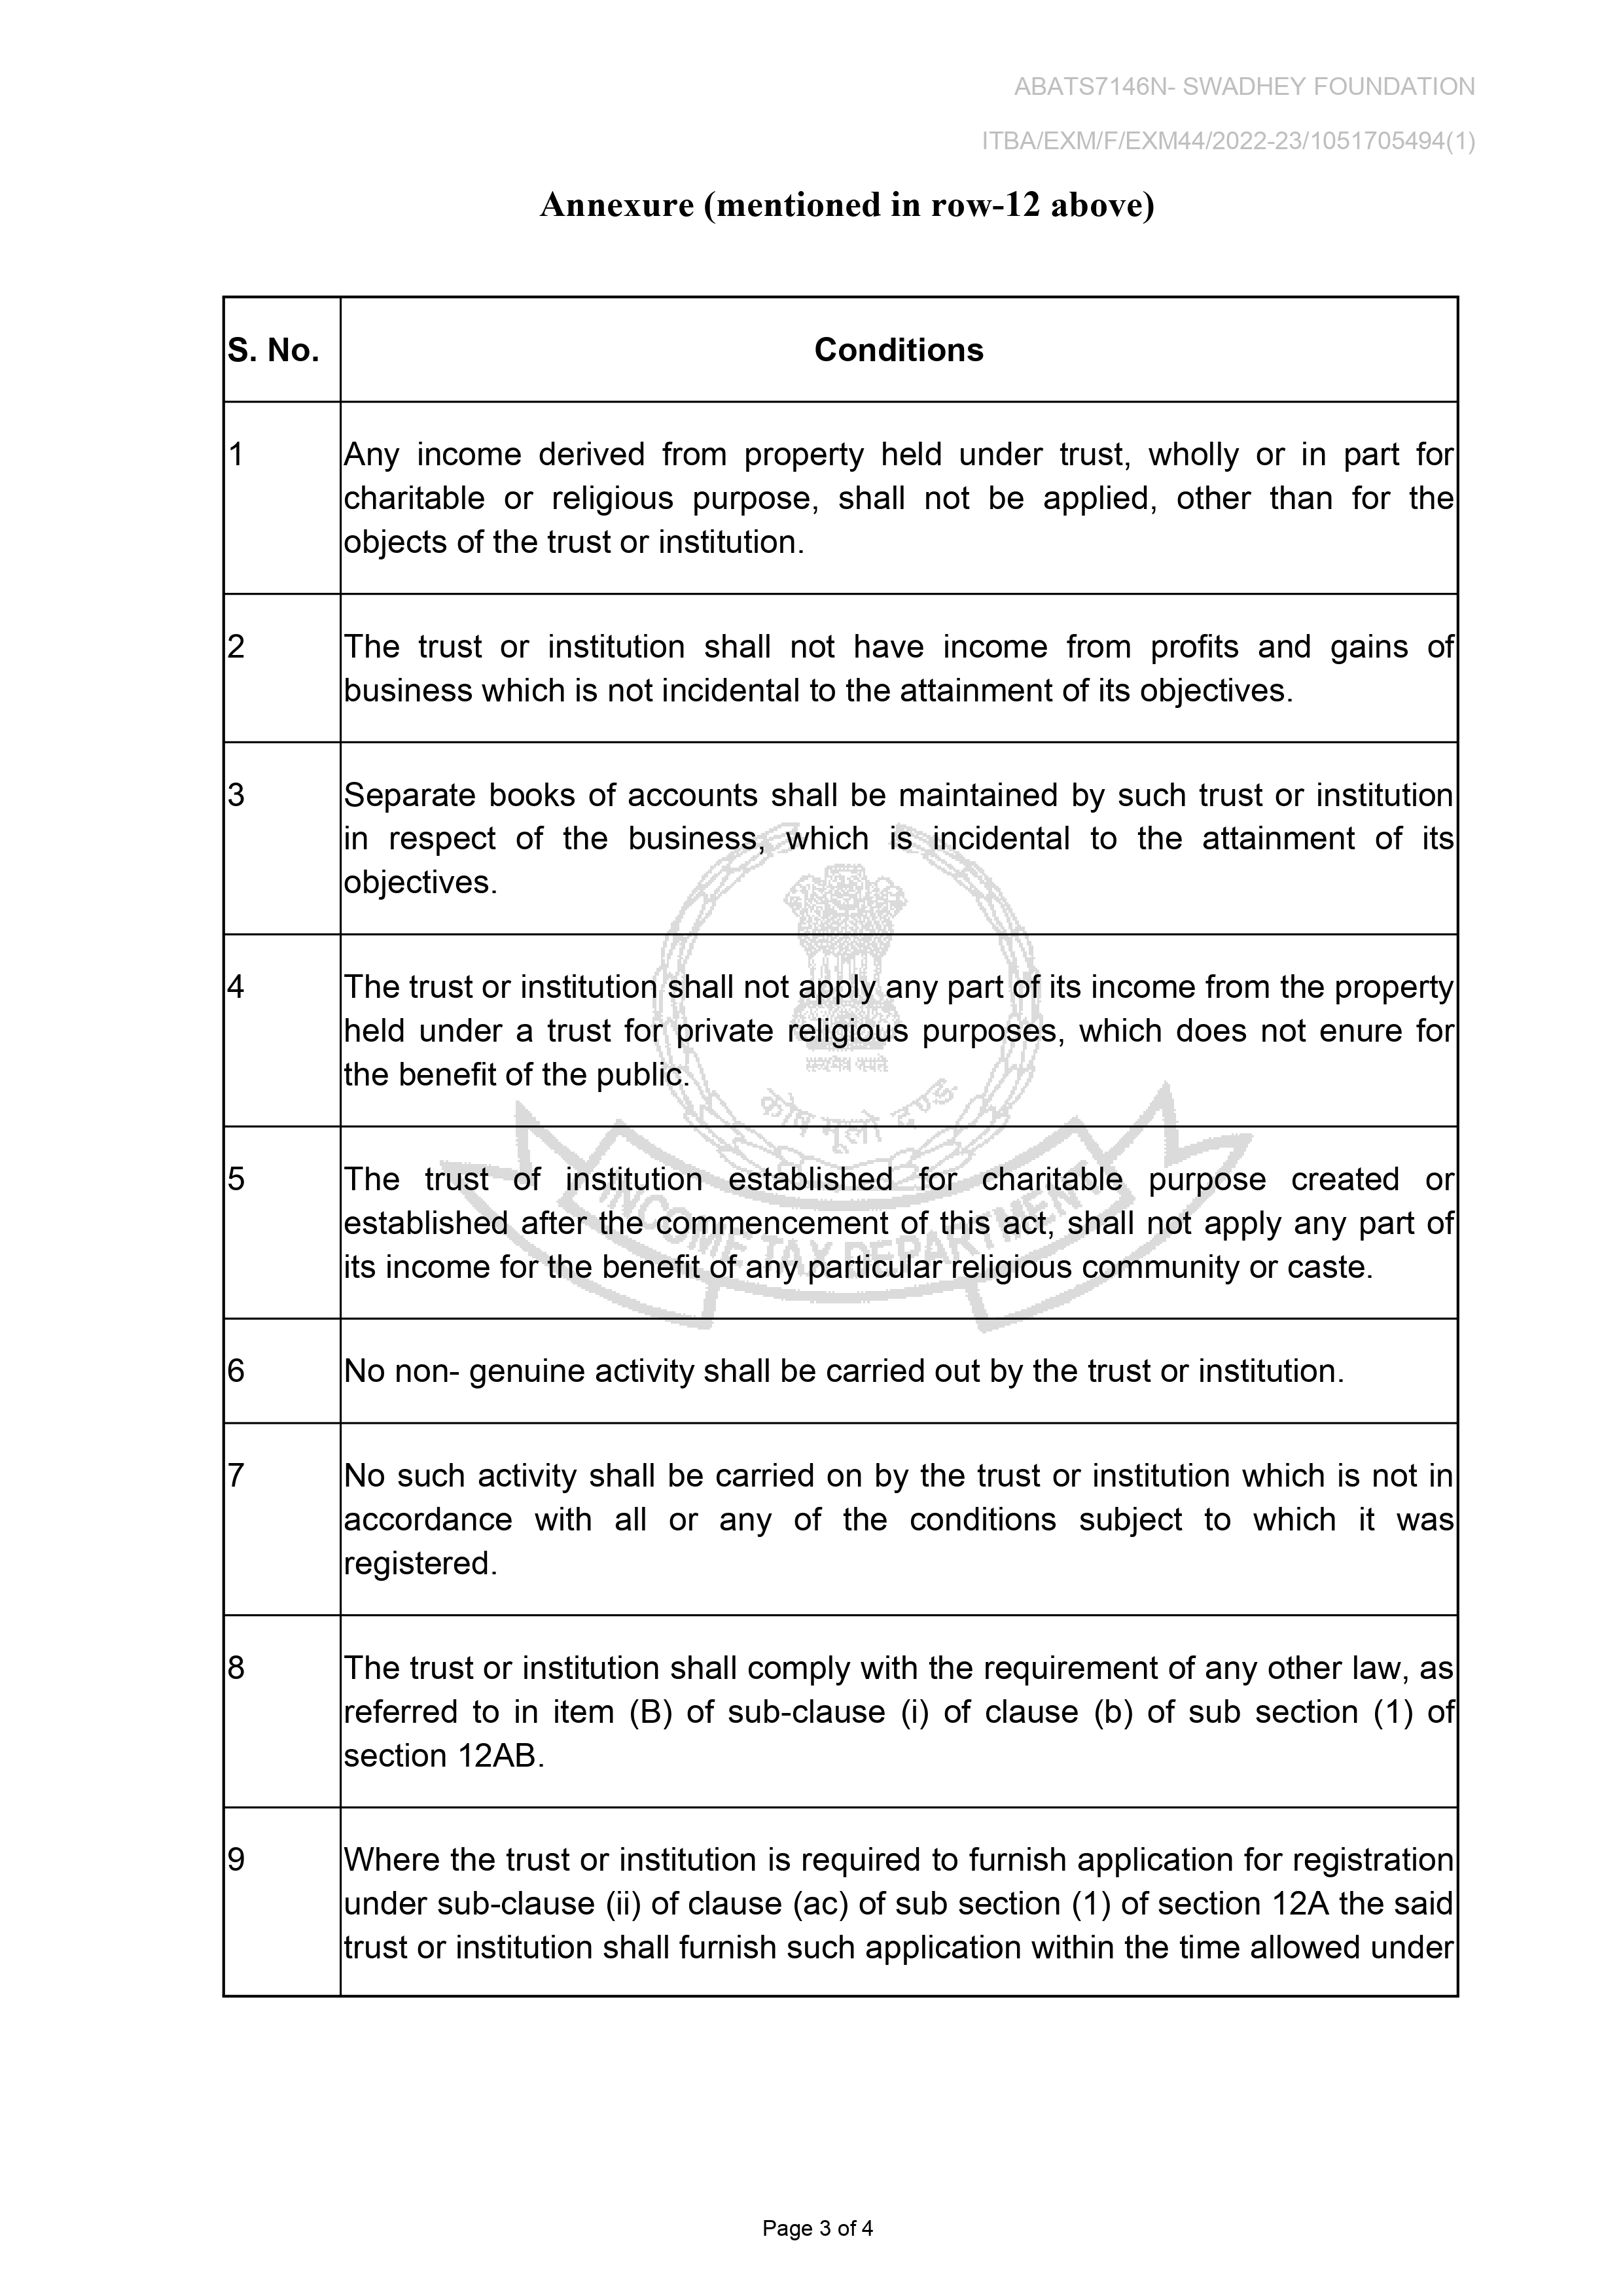 ABATS7146N- SWADHEY FOUNDATION
ITBA/EXM/F/EXM44/2022-23/1051705494(1)
Annexure (mentioned in row-12 above)
S. No. Conditions
1 Any income derived from property held under trust, wholly or in part for
charitable or religious purpose, shall not be applied, other than for the
objects of the trust or institution.
2 The trust or institution shall not have income from profits and gains of
business which is not incidental to the attainment of its objectives.
3 Separate books of accounts shall be maintained by such trust or institution
in respect of the business, which is incidental to the attainment of its
objectives.
4 The trust or institution shall not apply any part of its income from the property
held under a trust for private religious purposes, which does not enure for
the benefit of the public.
सत्यमेव जयते
कोष मूलो दण्ड
5 The trust of institution established for charitable purpose created or
established after the commencement of this act, shall not apply any part of
its income for the benefit of any particular religious community or caste.
INCOME TAX DEPARTMENT
6 No non- genuine activity shall be carried out by the trust or institution.
7 No such activity shall be carried on by the trust or institution which is not in
accordance with all or any of the conditions subject to which it was
registered.
8 The trust or institution shall comply with the requirement of any other law, as
referred to in item (B) of sub-clause (i) of clause (b) of sub section (1) of
section 12AB.
9 Where the trust or institution is required to furnish application for registration
under sub-clause (ii) of clause (ac) of sub section (1) of section 12A the said
trust or institution shall furnish such application within the time allowed under
Page 3 of 4